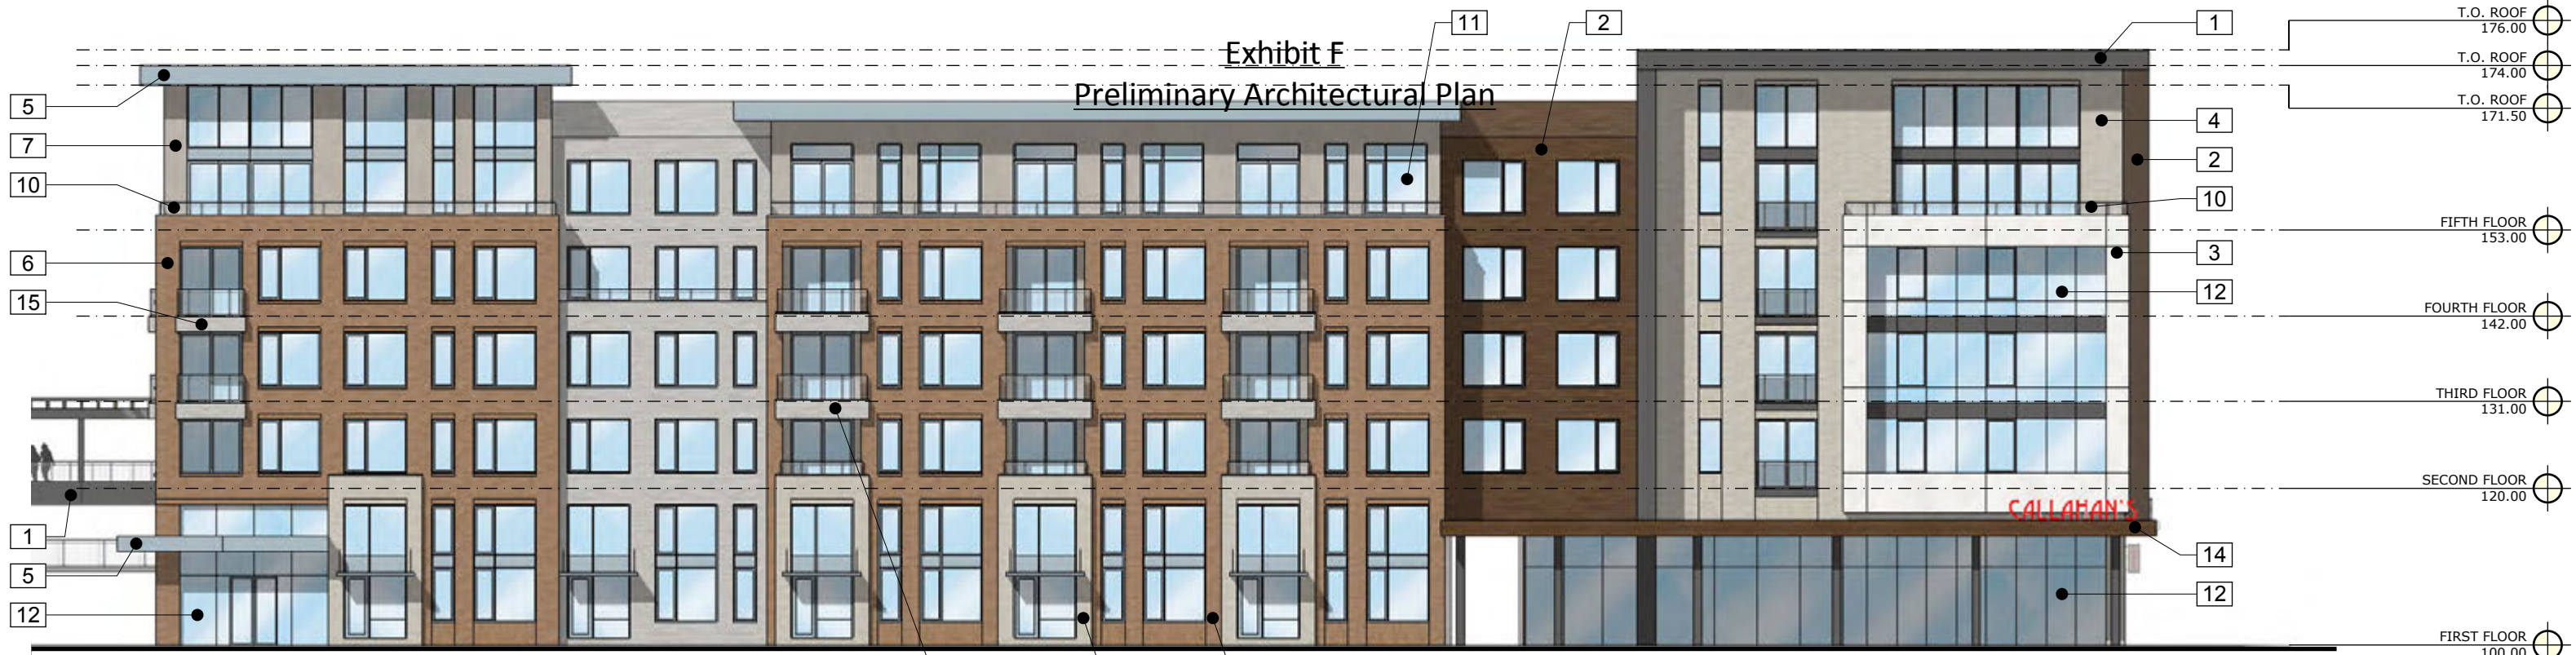 Exhibit F
Preliminary Architectural Plan
11
2
1
5
7
10
6
15
1
5
12
4
2
10
3
12
14
12
CALLAHAN'S
T.O. ROOF
176.00
T.O. ROOF
174.00
T.O. ROOF
171.50
FIFTH FLOOR
153.00
FOURTH FLOOR
142.00
THIRD FLOOR
131.00
SECOND FLOOR
120.00
FIRST FLOOR
100.00